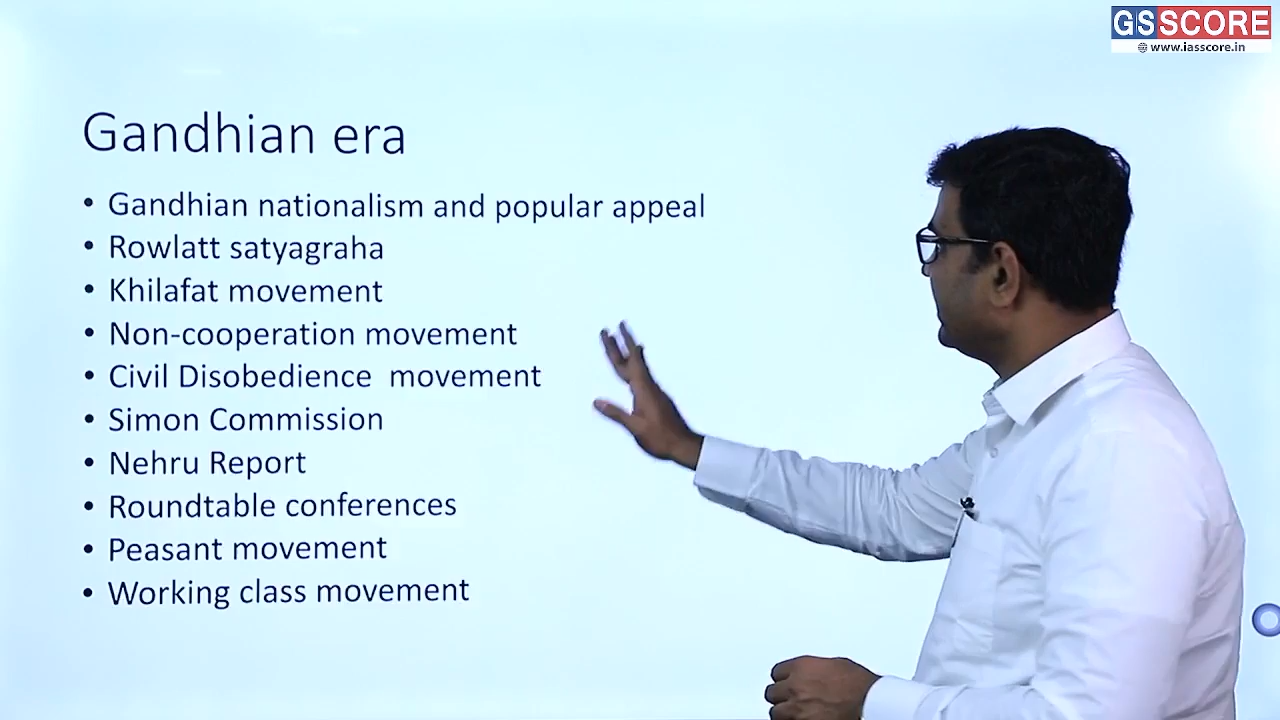 GSSCORE
www.iasscore.in
Gandhian era
• Gandhian nationalism and popular appeal
• Rowlatt satyagraha
• Khilafat movement
• Non-cooperation movement
• Civil Disobedience movement
• Simon Commission
• Nehru Report
• Roundtable conferences
• Peasant movement
• Working class movement